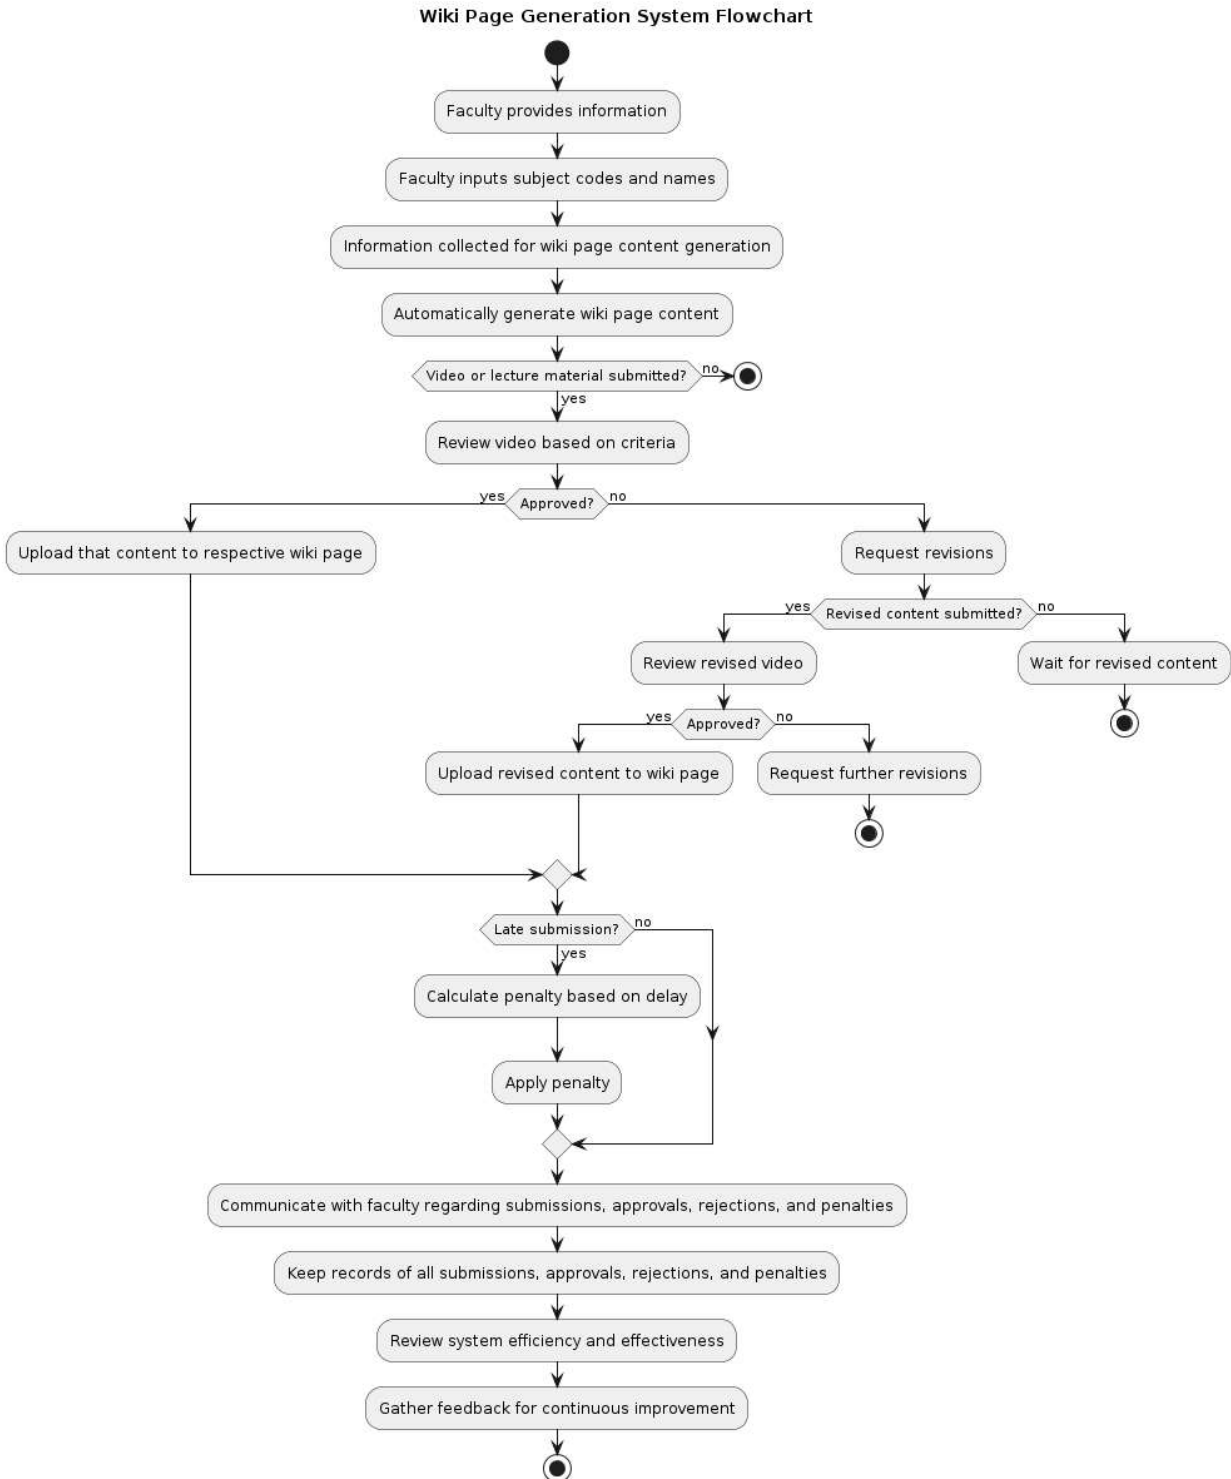 Wiki Page Generation System Flowchart
Faculty provides information
Faculty inputs subject codes and names
Information collected for wiki page content generation
Automatically generate wiki page content
Video or lecture material submitted?
no
yes
Review video based on criteria
yes
Approved?
no
Upload that content to respective wiki page
Request revisions
yes
Revised content submitted?
no
Review revised video
Wait for revised content
yes
Approved?
no
Upload revised content to wiki page
Request further revisions
Late submission?
no
yes
Calculate penalty based on delay
Apply penalty
Communicate with faculty regarding submissions, approvals, rejections, and penalties
Keep records of all submissions, approvals, rejections, and penalties
Review system efficiency and effectiveness
Gather feedback for continuous improvement